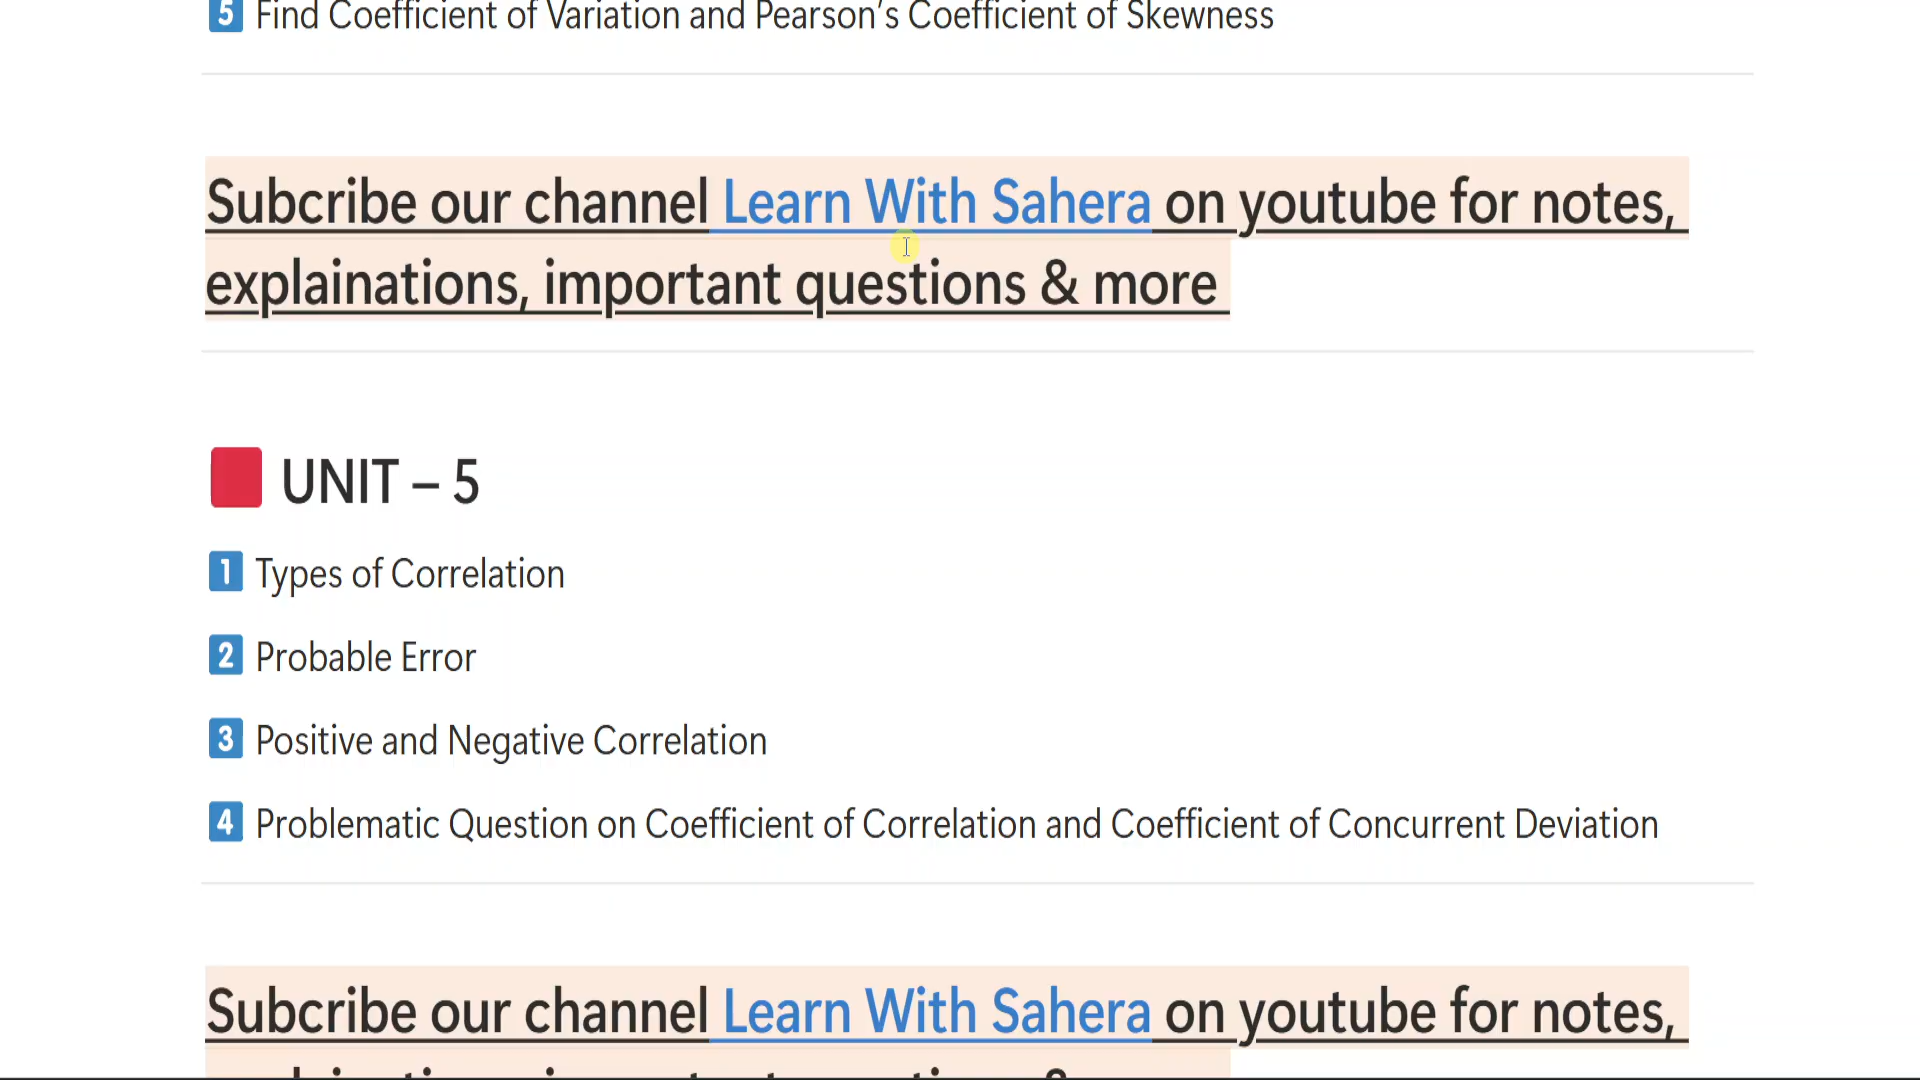 5 Find Coefficient of Variation and Pearson's Coefficient of Skewness
Subcribe our channel Learn With Sahera on youtube for notes,
explainations, important questions & more
UNIT – 5
1 Types of Correlation
2 Probable Error
3 Positive and Negative Correlation
4 Problematic Question on Coefficient of Correlation and Coefficient of Concurrent Deviation
Subcribe our channel Learn With Sahera on youtube for notes,